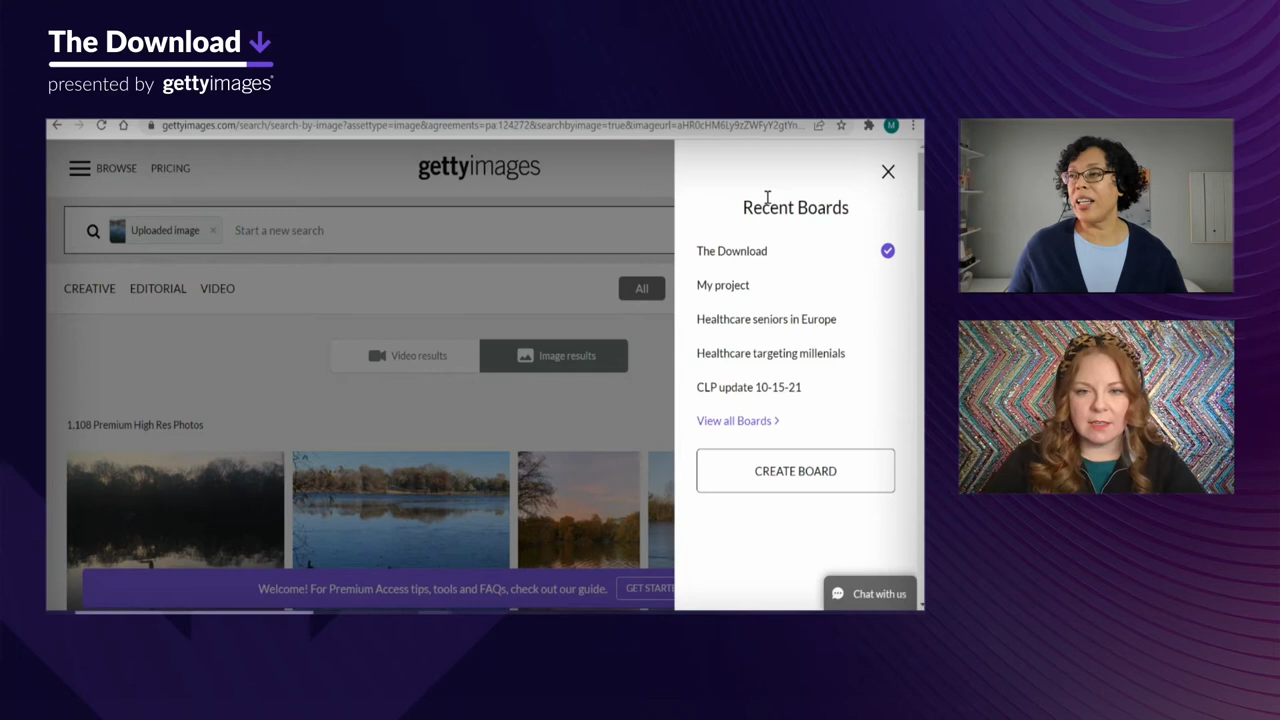 The Download
presented by gettyimages®
gettyimages.com/search/search-by-image?assettype=image&agreements=pa:124272&searchbyimage=true&imageurl=aHR0cHM6Ly9zZWFyY2gtYn...
M
BROWSE PRICING
gettyimages
Uploaded image × Start a new search
CREATIVE EDITORIAL VIDEO
All
Video results Image results
1,108 Premium High Res Photos
Welcome! For Premium Access tips, tools and FAQs, check out our guide. GET START
Recent Boards
The Download
My project
Healthcare seniors in Europe
Healthcare targeting millenials
CLP update 10-15-21
View all Boards >
CREATE BOARD
Chat with us